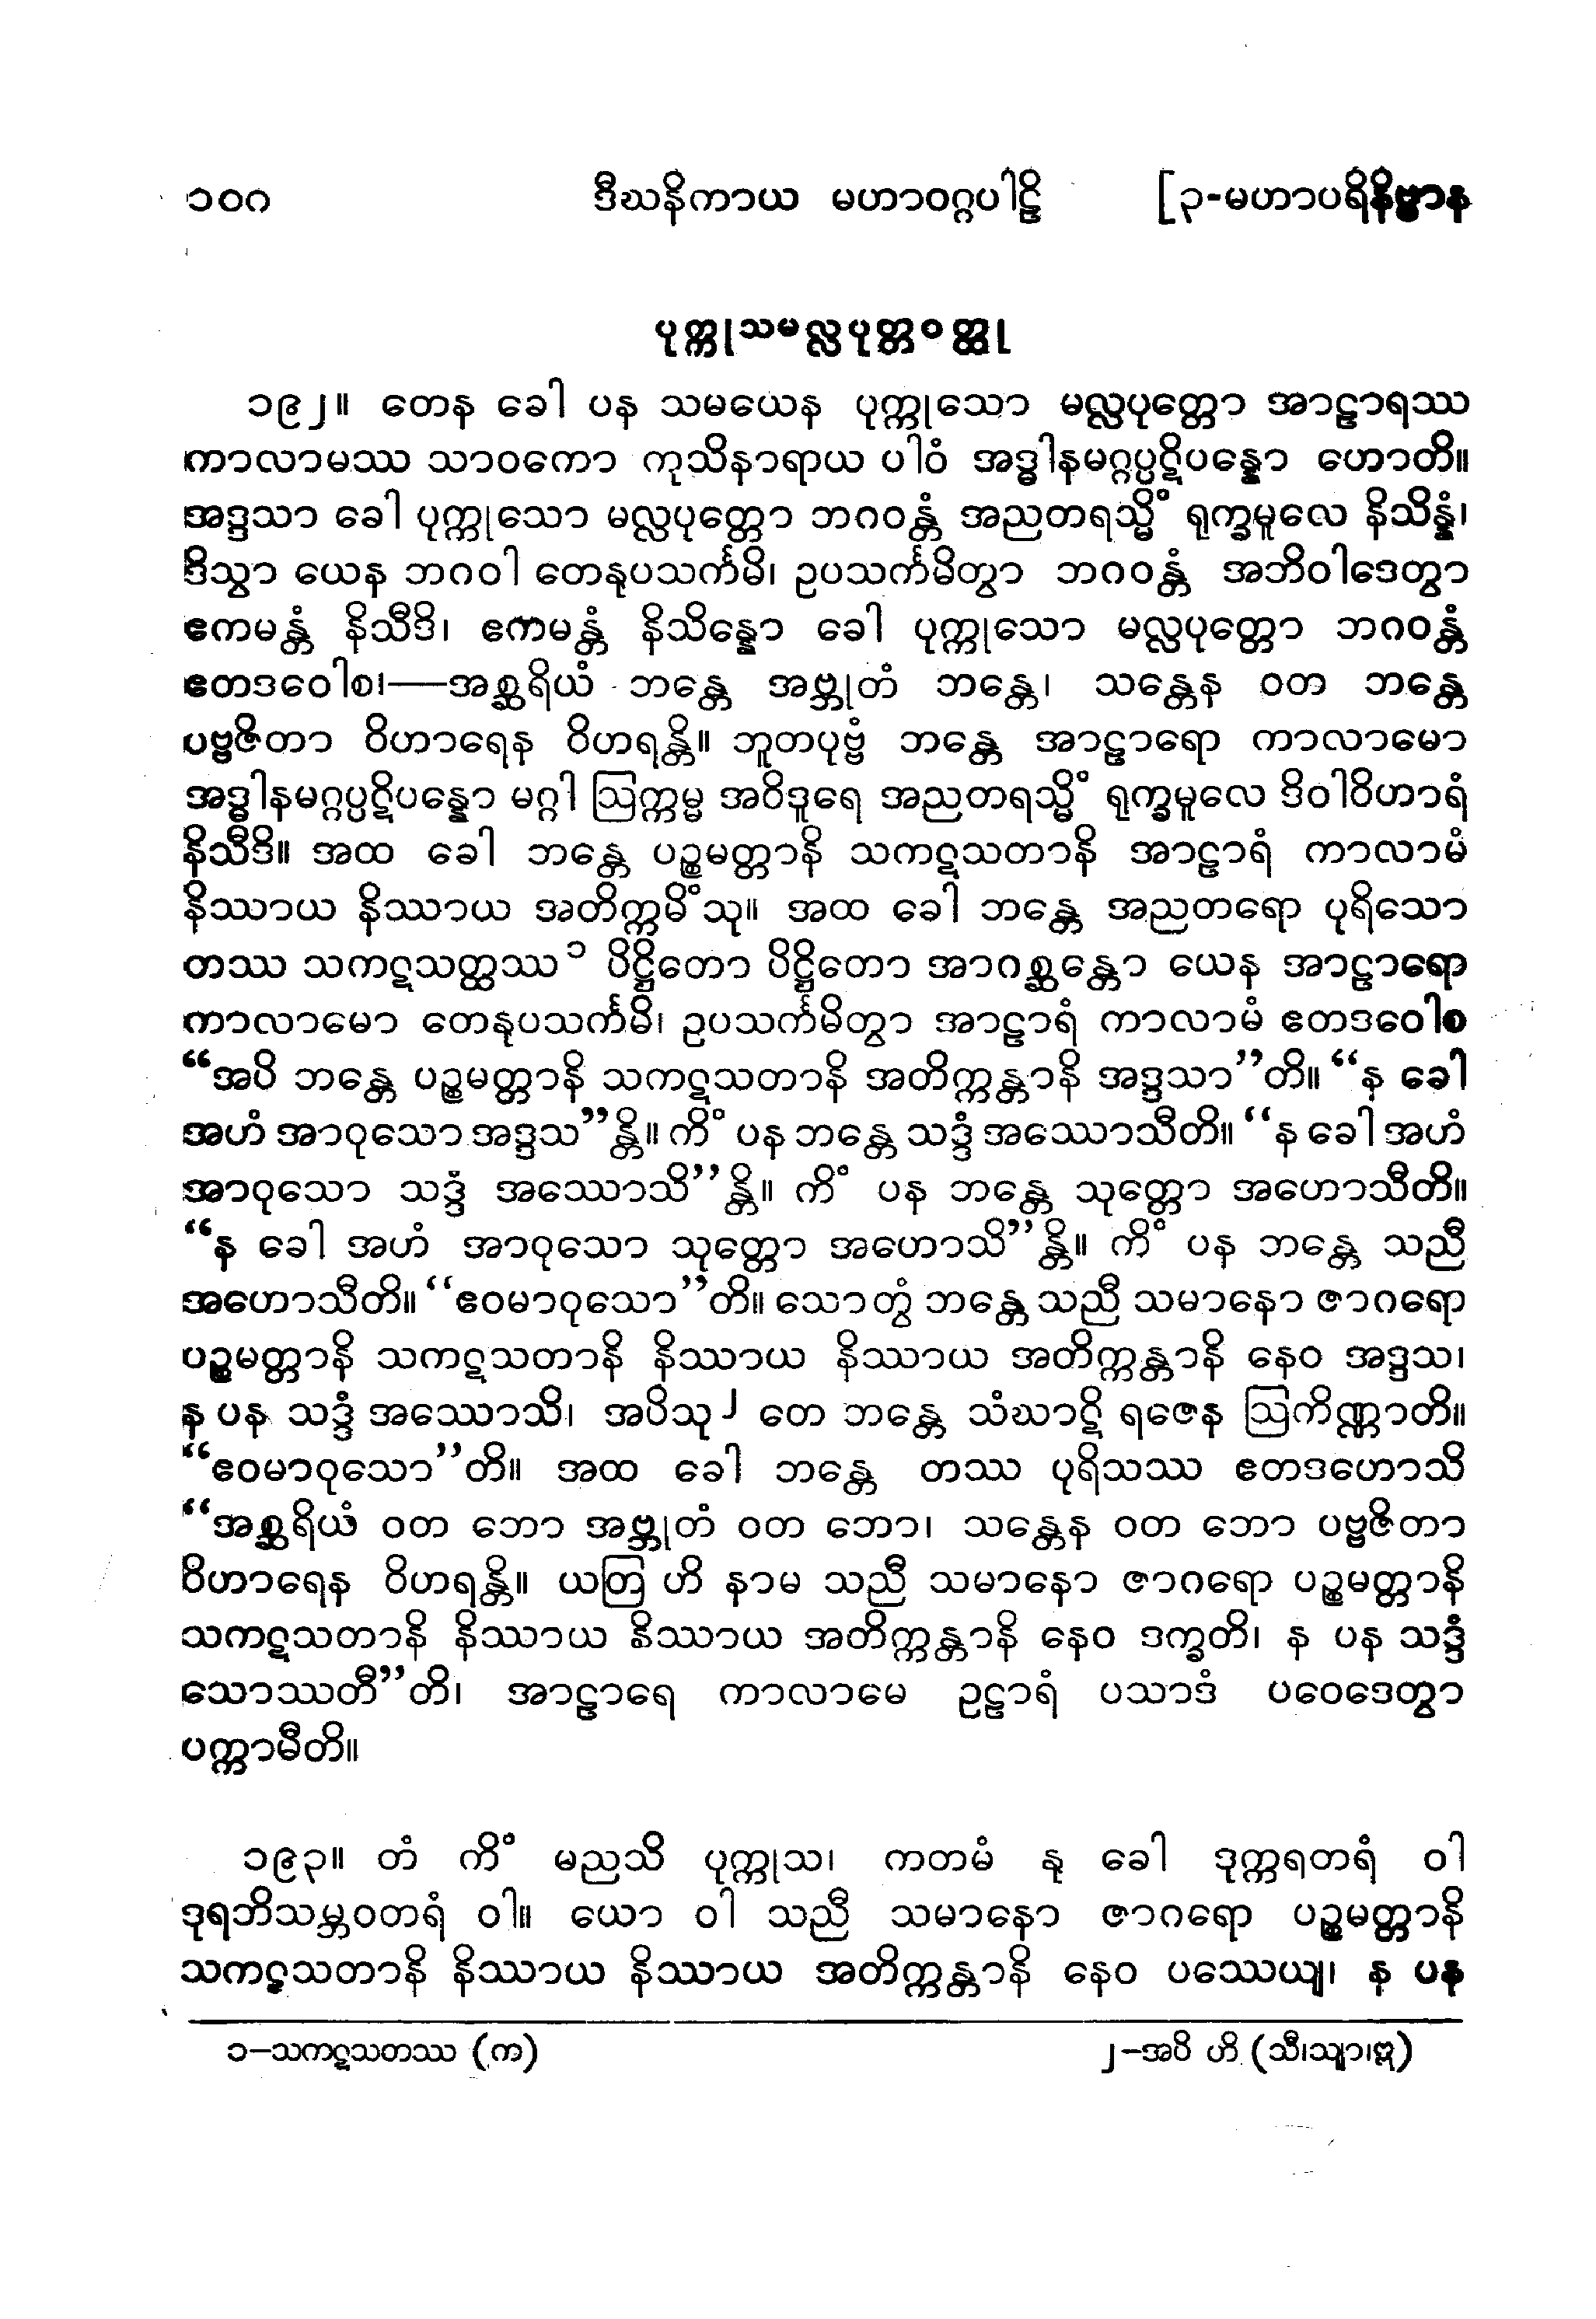 ၁၀ဂ ဒီဃနိကာယ မဟာဝဂ္ဂပါဠိ [၃-မဟာပရိနိဗ္ဗာန
ပုက္ကုသမလ္လပုတ္တဝတ္ထု
၁၉၂။ တေန ခေါ ပန သမယေန ပုက္ကုသော မလ္လပုတ္တော အာဠာရဿ
ကာလာမဿ သာဝကော ကုသိနာရာယ ပါဝံ အဒ္ဓါနမဂ္ဂပ္ပဋိပန္နော ဟောတိ။
အဒ္ဒသာ ခေါ ပုက္ကုသော မလ္လပုတ္တော ဘဂဝန္တံ အညတရသ္မိံ ရုက္ခမူလေ နိသိန္နံ၊
ဒိသွာ ယေန ဘဂဝါ တေနုပသင်္ကမိ၊ ဥပသင်္ကမိတွာ ဘဂဝန္တံ အဘိဝါဒေတွာ
ဧကမန္တံ နိသီဒိ၊ ဧကမန္တံ နိသိန္နော ခေါ ပုက္ကုသော မလ္လပုတ္တော ဘဂဝန္တံ
ဧတဒဝေါစ၊—အစ္ဆရိယံ ဘန္တေ အဗ္ဘုတံ ဘန္တေ၊ သန္တေန ဝတ ဘန္တေ
ပဗ္ဗဇိတာ ဝိဟာရေန ဝိဟရန္တိ။ ဘူတပုဗ္ဗံ ဘန္တေ အာဠာရော ကာလာမော
အဒ္ဓါနမဂ္ဂပ္ပဋိပန္နော မဂ္ဂါ ဩက္ကမ္မ အဝိဒူရေ အညတရသ္မိံ ရုက္ခမူလေ ဒိဝါဝိဟာရံ
နိသီဒိ။ အထ ခေါ ဘန္တေ ပဉ္စမတ္တာနိ သကဋသတာနိ အာဠာရံ ကာလာမံ
နိဿာယ နိဿာယ အတိက္ကမိံသု။ အထ ခေါ ဘန္တေ အညတရော ပုရိသော
တဿ သကဋသတ္ထဿ ၁ ပိဋ္ဌိတော ပိဋ္ဌိတော အာဂစ္ဆန္တော ယေန အာဠာရော
ကာလာမော တေနုပသင်္ကမိ၊ ဥပသင်္ကမိတွာ အာဠာရံ ကာလာမံ ဧတဒဝေါစ
“အပိ ဘန္တေ ပဉ္စမတ္တာနိ သကဋသတာနိ အတိက္ကန္တာနိ အဒ္ဒသာ”တိ။ “န ခေါ
အဟံ အာဝုသော အဒ္ဒသ”န္တိ။ ကိံ ပန ဘန္တေ သဒ္ဒံ အဿောသီတိ။ “န ခေါ အဟံ
အာဝုသော သဒ္ဒံ အဿောသိ”န္တိ။ ကိံ ပန ဘန္တေ သုတ္တော အဟောသီတိ။
“န ခေါ အဟံ အာဝုသော သုတ္တော အဟောသိ”န္တိ။ ကိံ ပန ဘန္တေ သညီ
အဟောသီတိ။ “ဧဝမာဝုသော”တိ။ သော တွံ ဘန္တေ သညီ သမာနော ဇာဂရော
ပဉ္စမတ္တာနိ သကဋသတာနိ နိဿာယ နိဿာယ အတိက္ကန္တာနိ နေဝ အဒ္ဒသ၊
န ပန သဒ္ဒံ အဿောသိ၊ အပိသု ၂ တေ ဘန္တေ သံဃာဋိ ရဇေန ဩကိဏ္ဏာတိ။
“ဧဝမာဝုသော”တိ။ အထ ခေါ ဘန္တေ တဿ ပုရိသဿ ဧတဒဟောသိ
“အစ္ဆရိယံ ဝတ ဘော အဗ္ဘုတံ ဝတ ဘော၊ သန္တေန ဝတ ဘော ပဗ္ဗဇိတာ
ဝိဟာရေန ဝိဟရန္တိ။ ယတြ ဟိ နာမ သညီ သမာနော ဇာဂရော ပဉ္စမတ္တာနိ
သကဋသတာနိ နိဿာယ နိဿာယ အတိက္ကန္တာနိ နေဝ ဒက္ခတိ၊ န ပန သဒ္ဒံ
သောဿတီ”တိ၊ အာဠာရေ ကာလာမေ ဥဠာရံ ပသာဒံ ပဝေဒေတွာ
ပက္ကာမီတိ။
၁၉၃။ တံ ကိံ မညသိ ပုက္ကုသ၊ ကတမံ နု ခေါ ဒုက္ကရတရံ ဝါ
ဒုရဘိသမ္ဘဝတရံ ဝါ။ ယော ဝါ သညီ သမာနော ဇာဂရော ပဉ္စမတ္တာနိ
သကဋသတာနိ နိဿာယ နိဿာယ အတိက္ကန္တာနိ နေဝ ပဿေယျ၊ န ပန
၁–သကဋသတဿ (က) ၂–အပိ ဟိ (သီ၊သျာ၊ဣ)